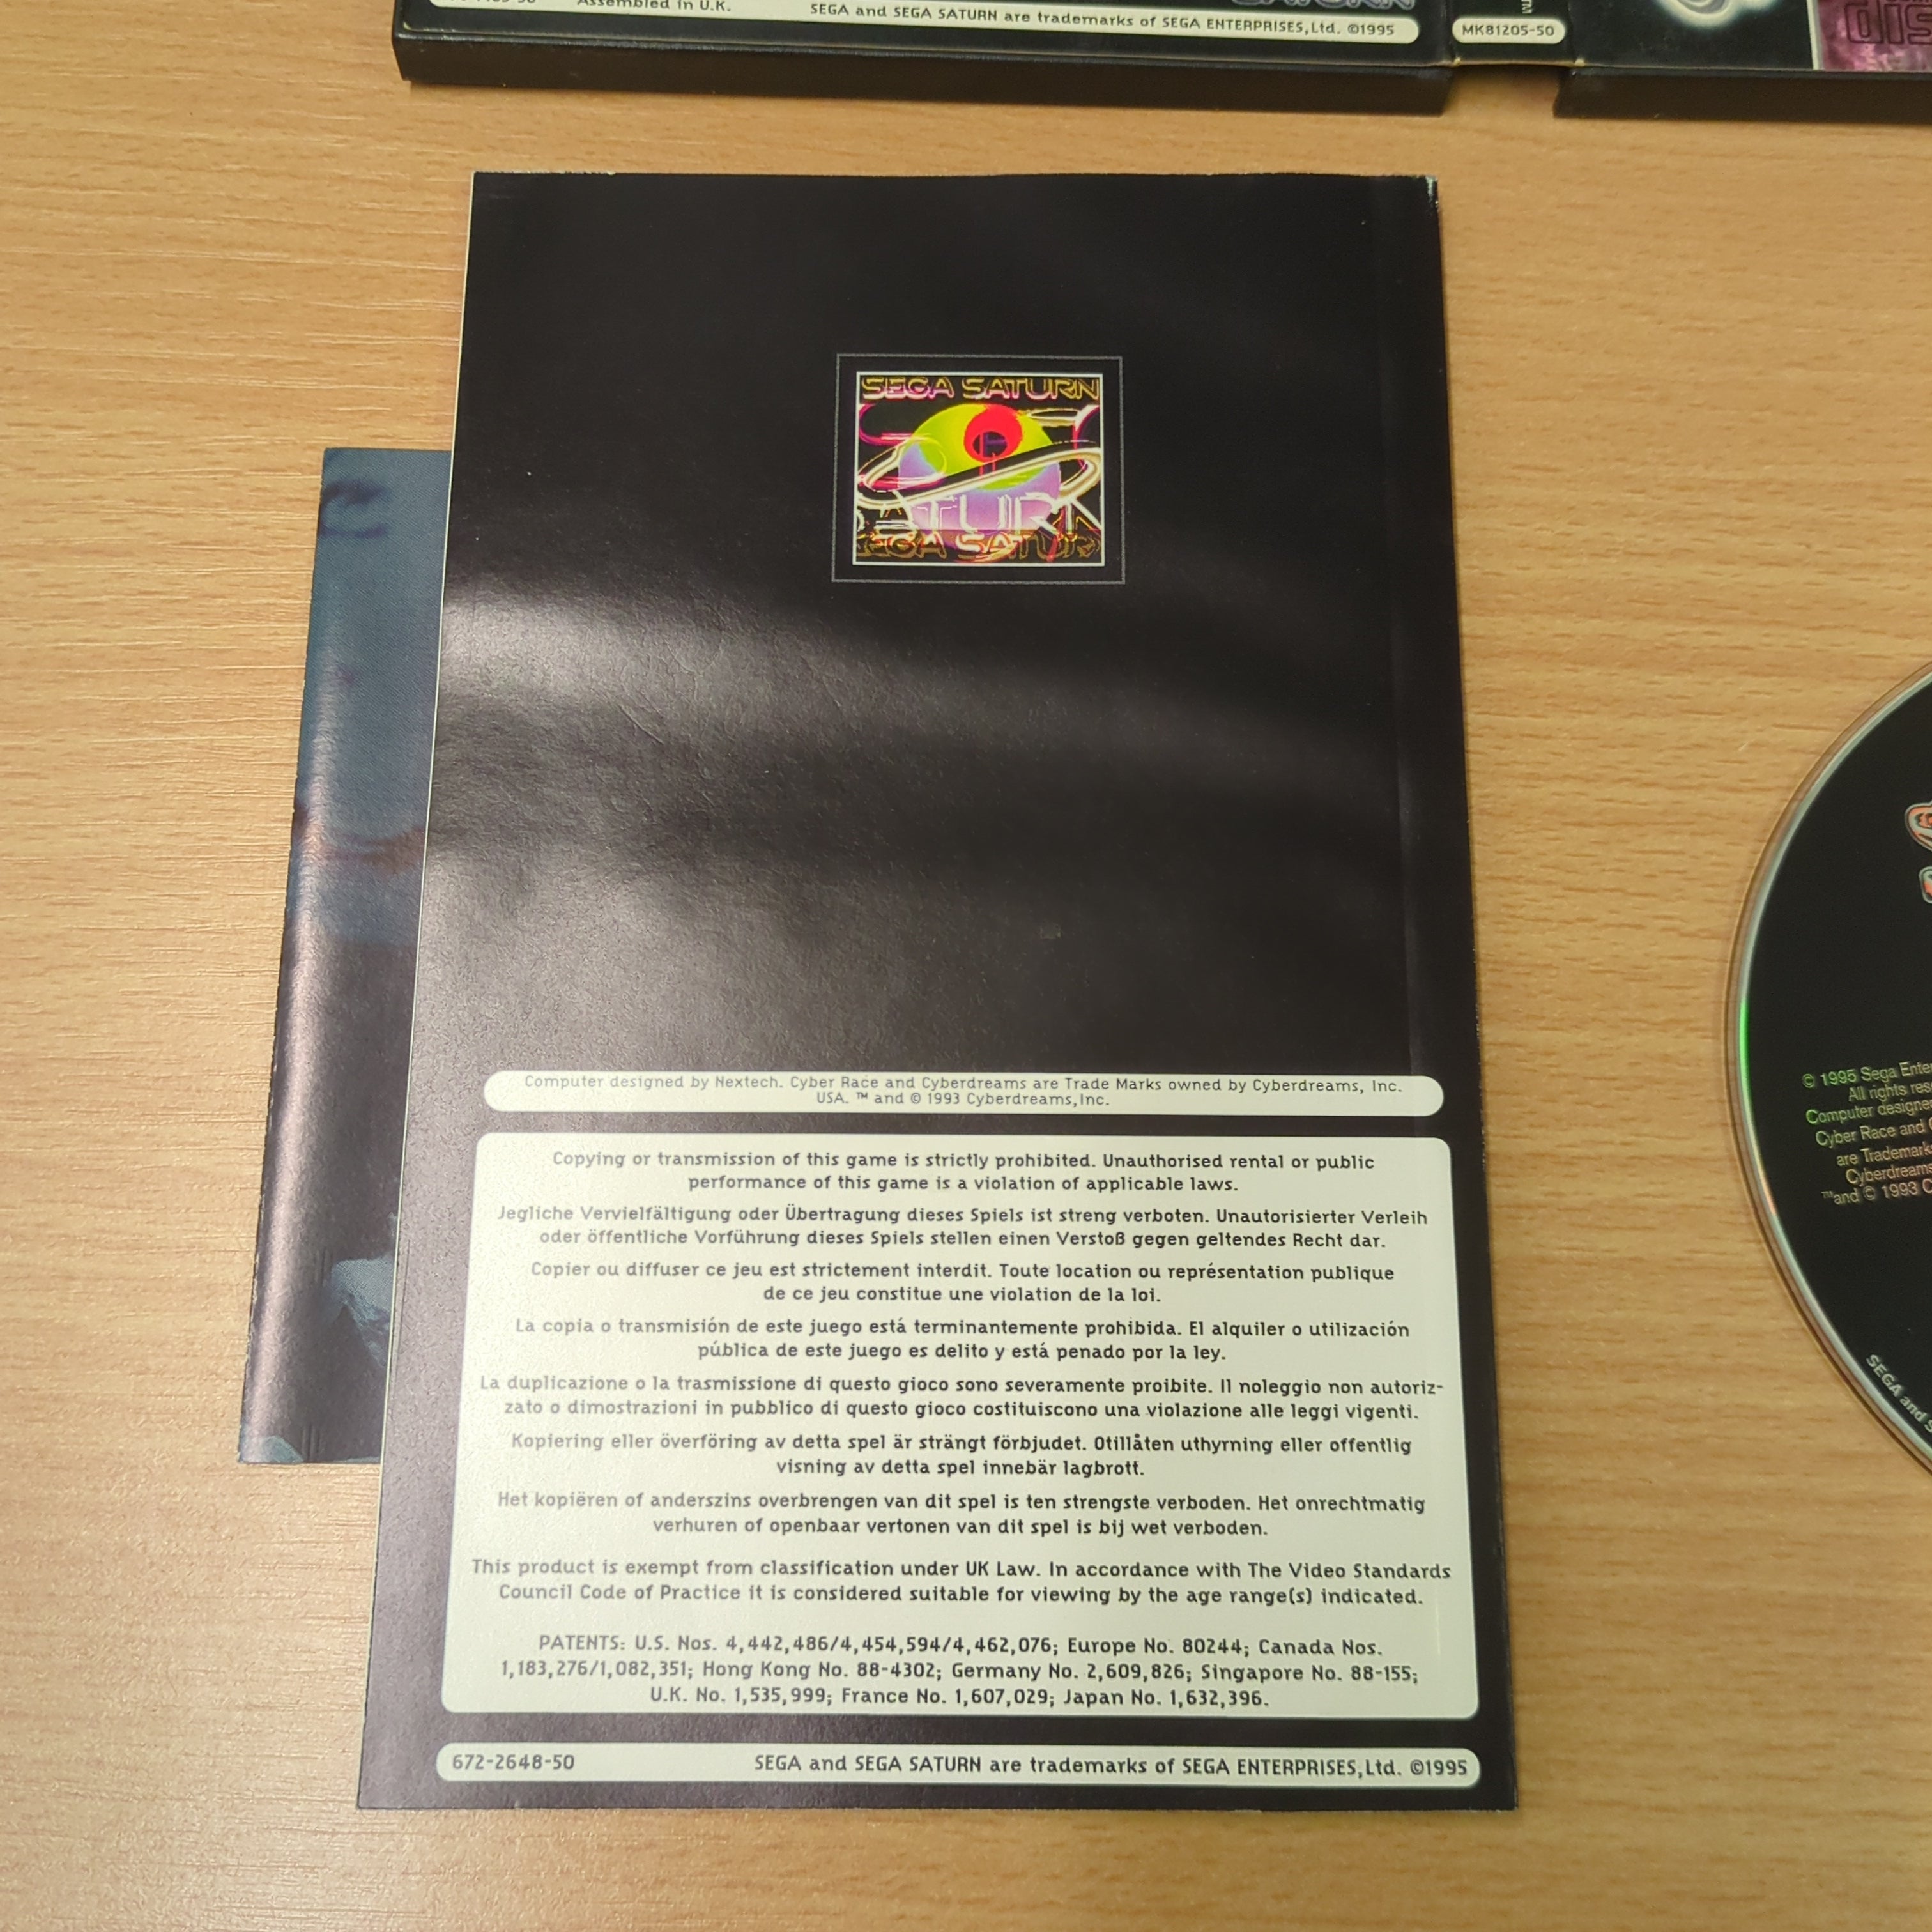 Assembled in U.K.
SEGA and SEGA SATURN are trademarks of SEGA ENTERPRISES,Ltd. ©1995
MK81205-50
SEGA SATURN
Computer designed by Nextech. Cyber Race and Cyberdreams are Trade Marks owned by Cyberdreams, Inc.
USA. ™ and © 1993 Cyberdreams,Inc.
Copying or transmission of this game is strictly prohibited. Unauthorised rental or public
performance of this game is a violation of applicable laws.
Jegliche Vervielfältigung oder Übertragung dieses Spiels ist streng verboten. Unautorisierter Verleih
oder öffentliche Vorführung dieses Spiels stellen einen Verstoß gegen geltendes Recht dar.
Copier ou diffuser ce jeu est strictement interdit. Toute location ou représentation publique
de ce jeu constitue une violation de la loi.
La copia o transmisión de este juego está terminantemente prohibida. El alquiler o utilización
pública de este juego es delito y está penado por la ley.
La duplicazione o la trasmissione di questo gioco sono severamente proibite. Il noleggio non autoriz-
zato o dimostrazioni in pubblico di questo gioco costituiscono una violazione alle leggi vigenti.
Kopiering eller överföring av detta spel är strängt förbjudet. Otillåten uthyrning eller offentlig
visning av detta spel innebär lagbrott.
Het kopiëren of anderszins overbrengen van dit spel is ten strengste verboden. Het onrechtmatig
verhuren of openbaar vertonen van dit spel is bij wet verboden.
This product is exempt from classification under UK Law. In accordance with The Video Standards
Council Code of Practice it is considered suitable for viewing by the age range(s) indicated.
PATENTS: U.S. Nos. 4,442,486/4,454,594/4,462,076; Europe No. 80244; Canada Nos.
1,183,276/1,082,351; Hong Kong No. 88-4302; Germany No. 2,609,826; Singapore No. 88-155;
U.K. No. 1,535,999; France No. 1,607,029; Japan No. 1,632,396.
672-2648-50
SEGA and SEGA SATURN are trademarks of SEGA ENTERPRISES,Ltd. ©1995
© 1995 Sega
All rights
Computer
Cyber Race and
are
™and © 1993
SEGA and